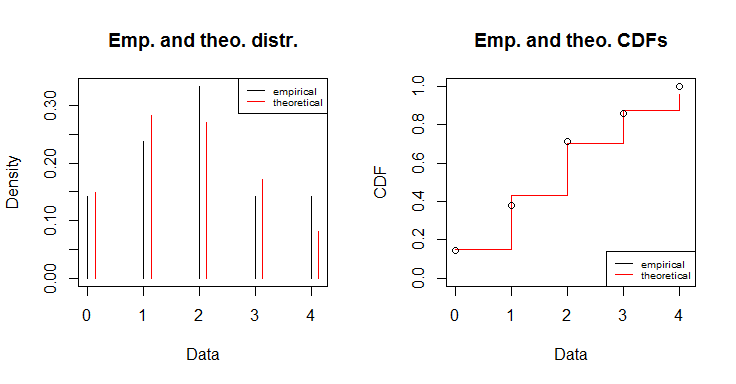 Emp. and theo. distr.
Density
0.00 0.10 0.20 0.30
empirical
theoretical
0 1 2 3 4
Data
Emp. and theo. CDFs
CDF
0.0 0.2 0.4 0.6 0.8 1.0
empirical
theoretical
0 1 2 3 4
Data